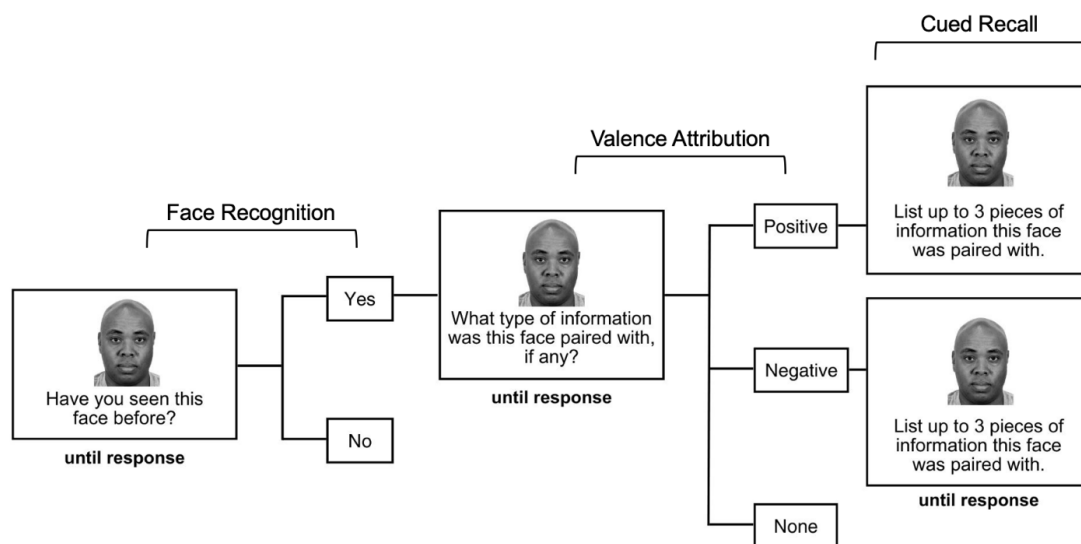 Cued Recall
Valence Attribution
Face Recognition
Have you seen this
face before?
until response
Yes
No
What type of information
was this face paired with,
if any?
until response
Positive
Negative
None
List up to 3 pieces of
information this face
was paired with.
List up to 3 pieces of
information this face
was paired with.
until response